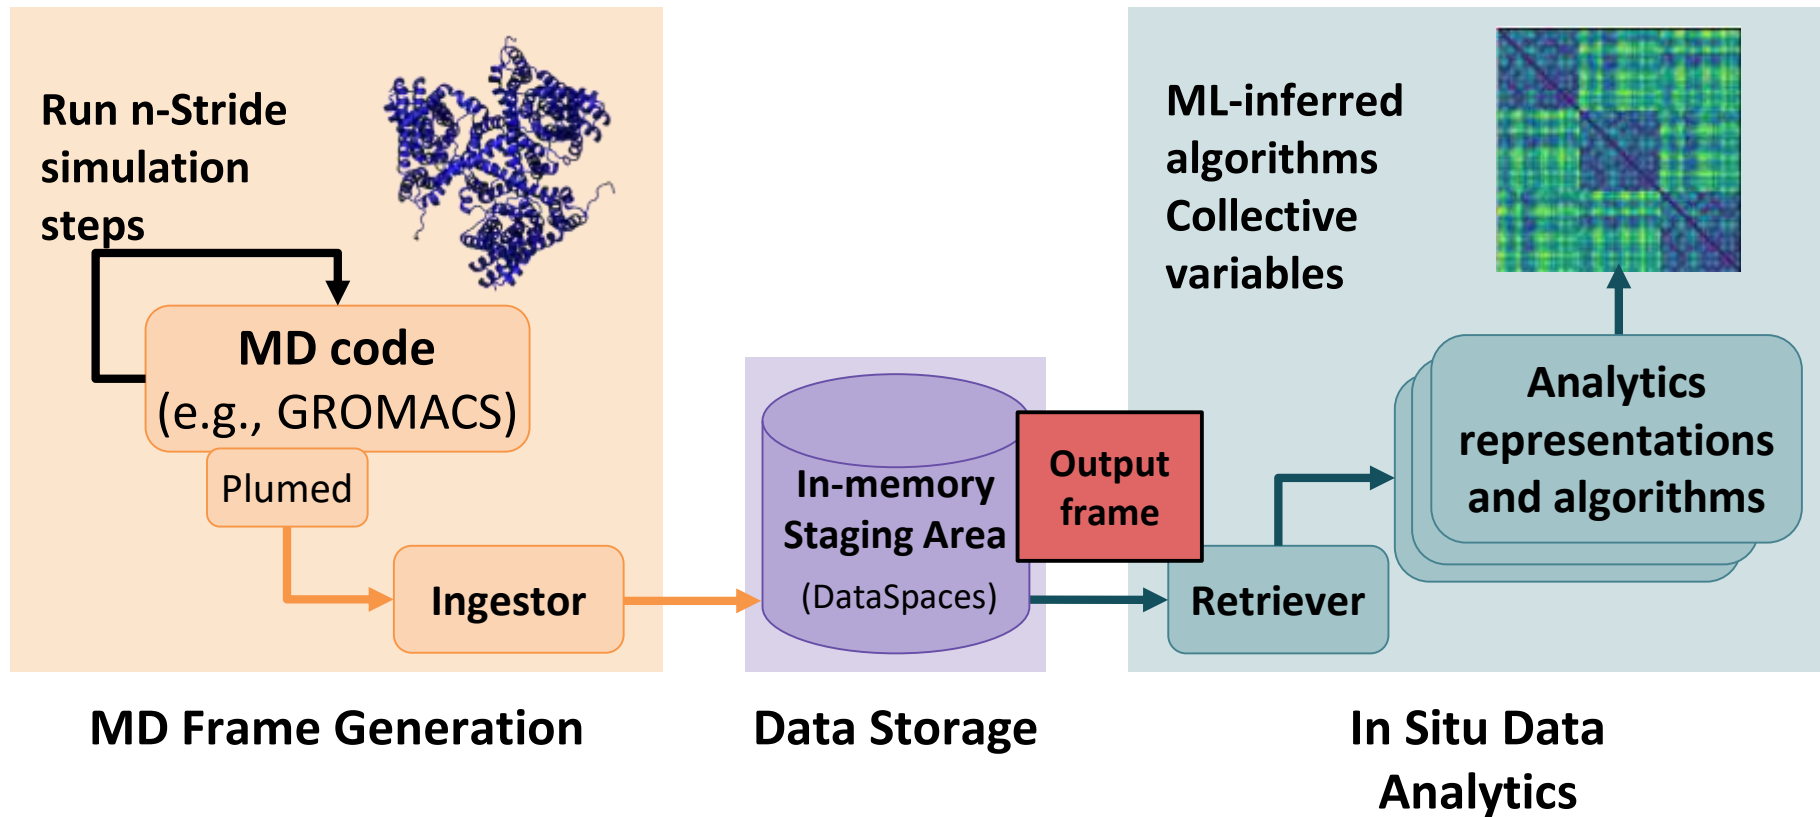 Run n-Stride
simulation
steps
MD code
(e.g., GROMACS)
Plumed
Ingestor
MD Frame Generation
In-memory
Staging Area
(DataSpaces)
Output
frame
Data Storage
ML-inferred
algorithms
Collective
variables
Analytics
representations
and algorithms
Retriever
In Situ Data
Analytics